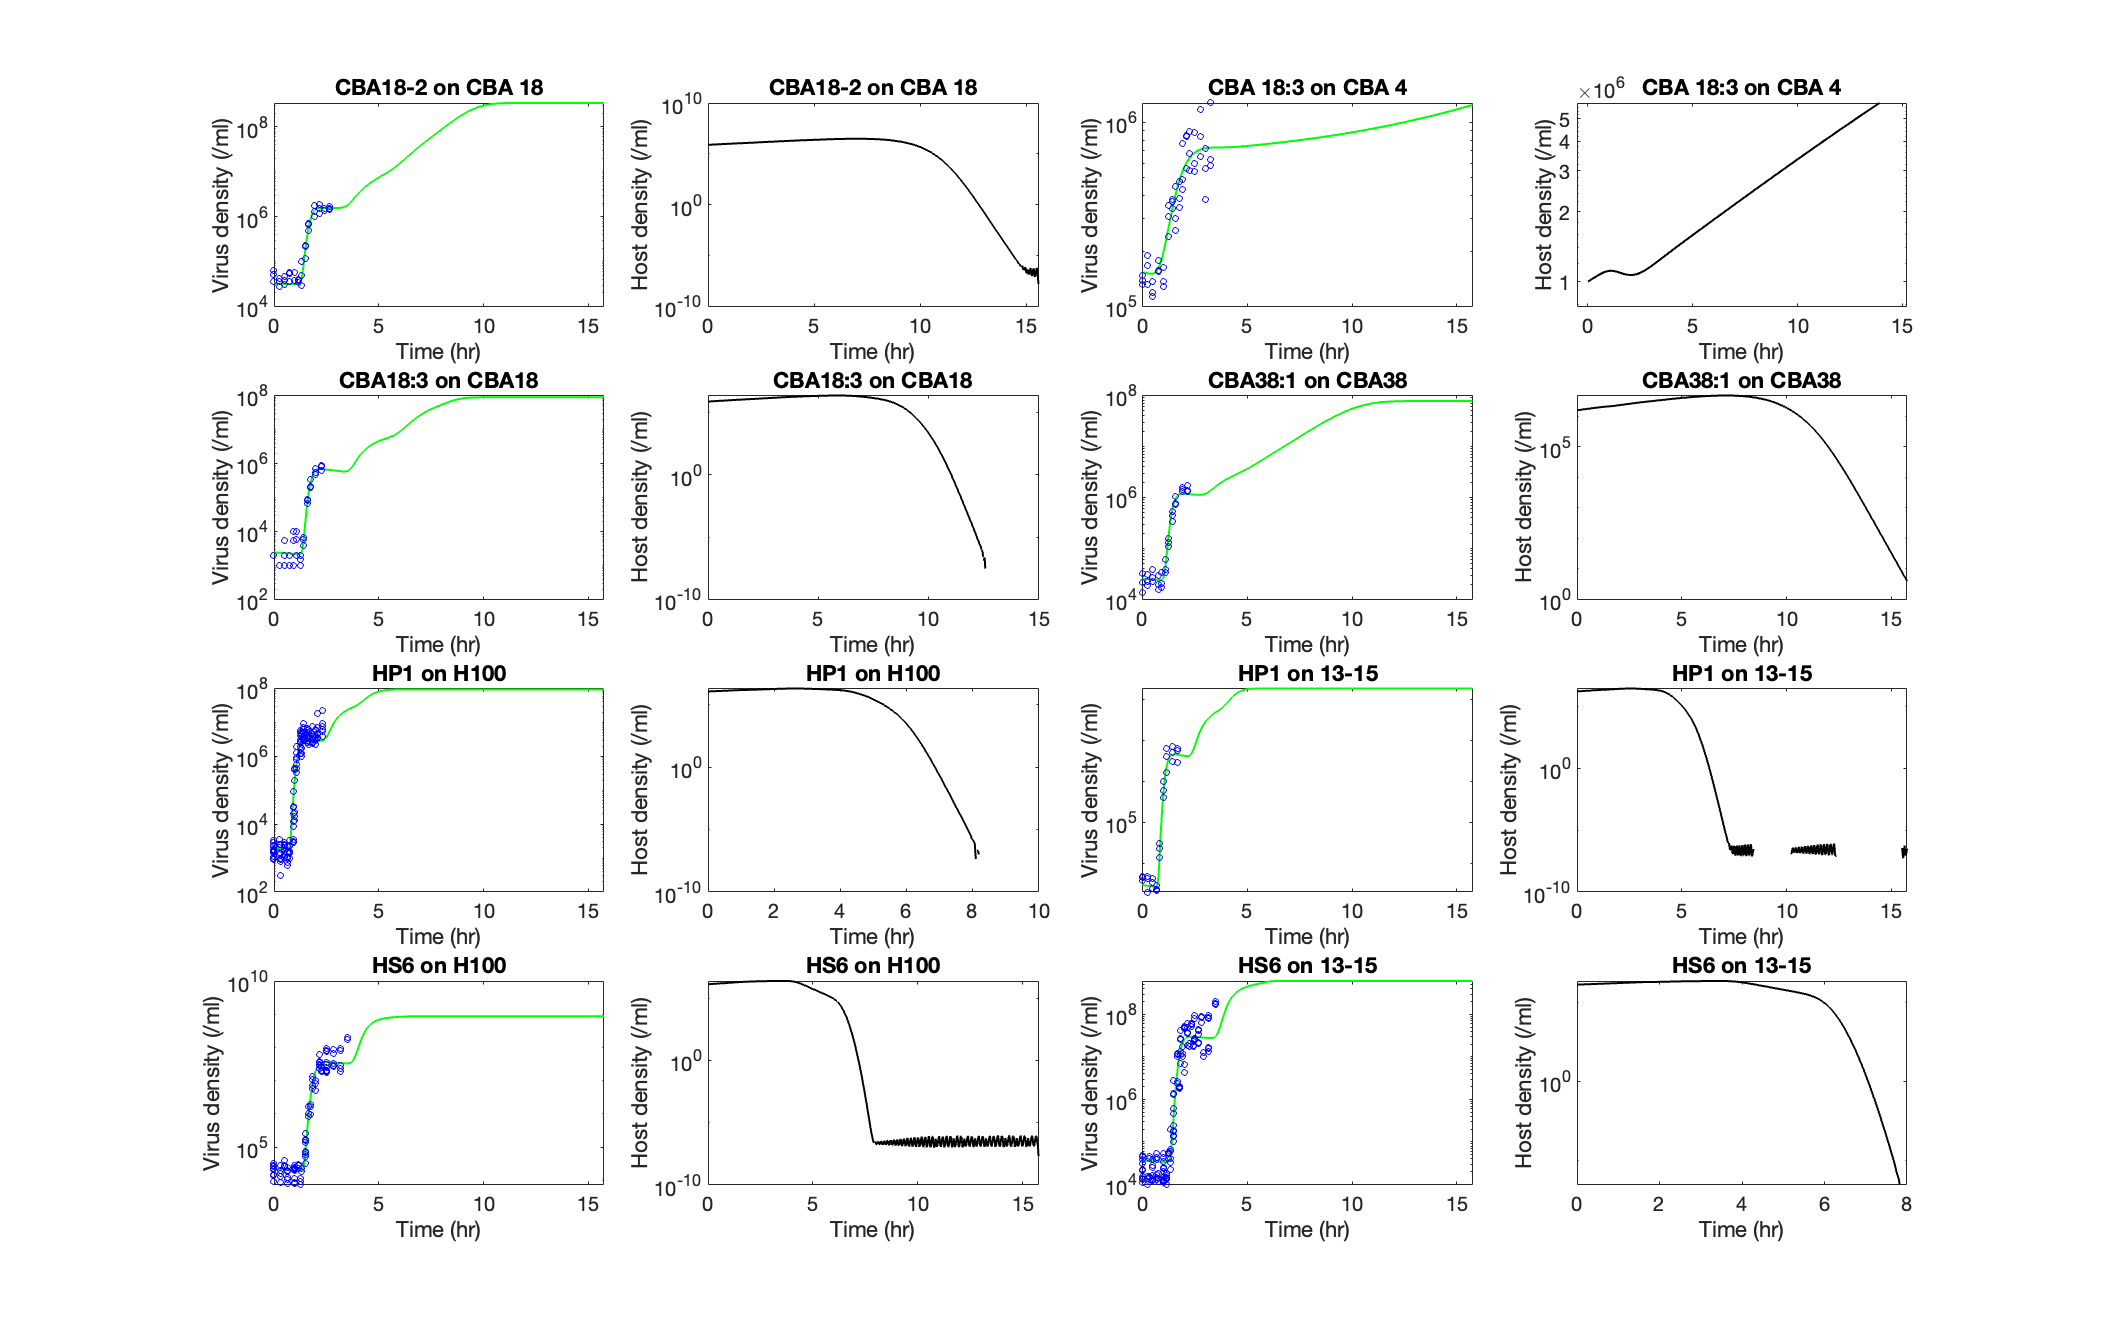 CBA18-2 on CBA 18
Virus density (/ml)
10^8
10^6
10^4
0 5 10 15
Time (hr)
CBA18-2 on CBA 18
Host density (/ml)
10^10
10^0
10^-10
0 5 10 15
Time (hr)
CBA 18:3 on CBA 4
Virus density (/ml)
10^6
10^5
0 5 10 15
Time (hr)
×10^6 CBA 18:3 on CBA 4
Host density (/ml)
5
4
3
2
1
0 5 10 15
Time (hr)
CBA18:3 on CBA18
Virus density (/ml)
10^8
10^6
10^4
10^2
0 5 10 15
Time (hr)
CBA18:3 on CBA18
Host density (/ml)
10^0
10^-10
0 5 10 15
Time (hr)
CBA38:1 on CBA38
Virus density (/ml)
10^8
10^6
10^4
0 5 10 15
Time (hr)
CBA38:1 on CBA38
Host density (/ml)
10^5
10^0
0 5 10 15
Time (hr)
HP1 on H100
Virus density (/ml)
10^8
10^6
10^4
10^2
0 5 10 15
Time (hr)
HP1 on H100
Host density (/ml)
10^0
10^-10
0 2 4 6 8 10
Time (hr)
HP1 on 13-15
Virus density (/ml)
10^5
0 5 10 15
Time (hr)
HP1 on 13-15
Host density (/ml)
10^0
10^-10
0 5 10 15
Time (hr)
HS6 on H100
Virus density (/ml)
10^10
10^5
0 5 10 15
Time (hr)
HS6 on H100
Host density (/ml)
10^0
10^-10
0 5 10 15
Time (hr)
HS6 on 13-15
Virus density (/ml)
10^8
10^6
10^4
0 5 10 15
Time (hr)
HS6 on 13-15
Host density (/ml)
10^0
0 2 4 6 8
Time (hr)